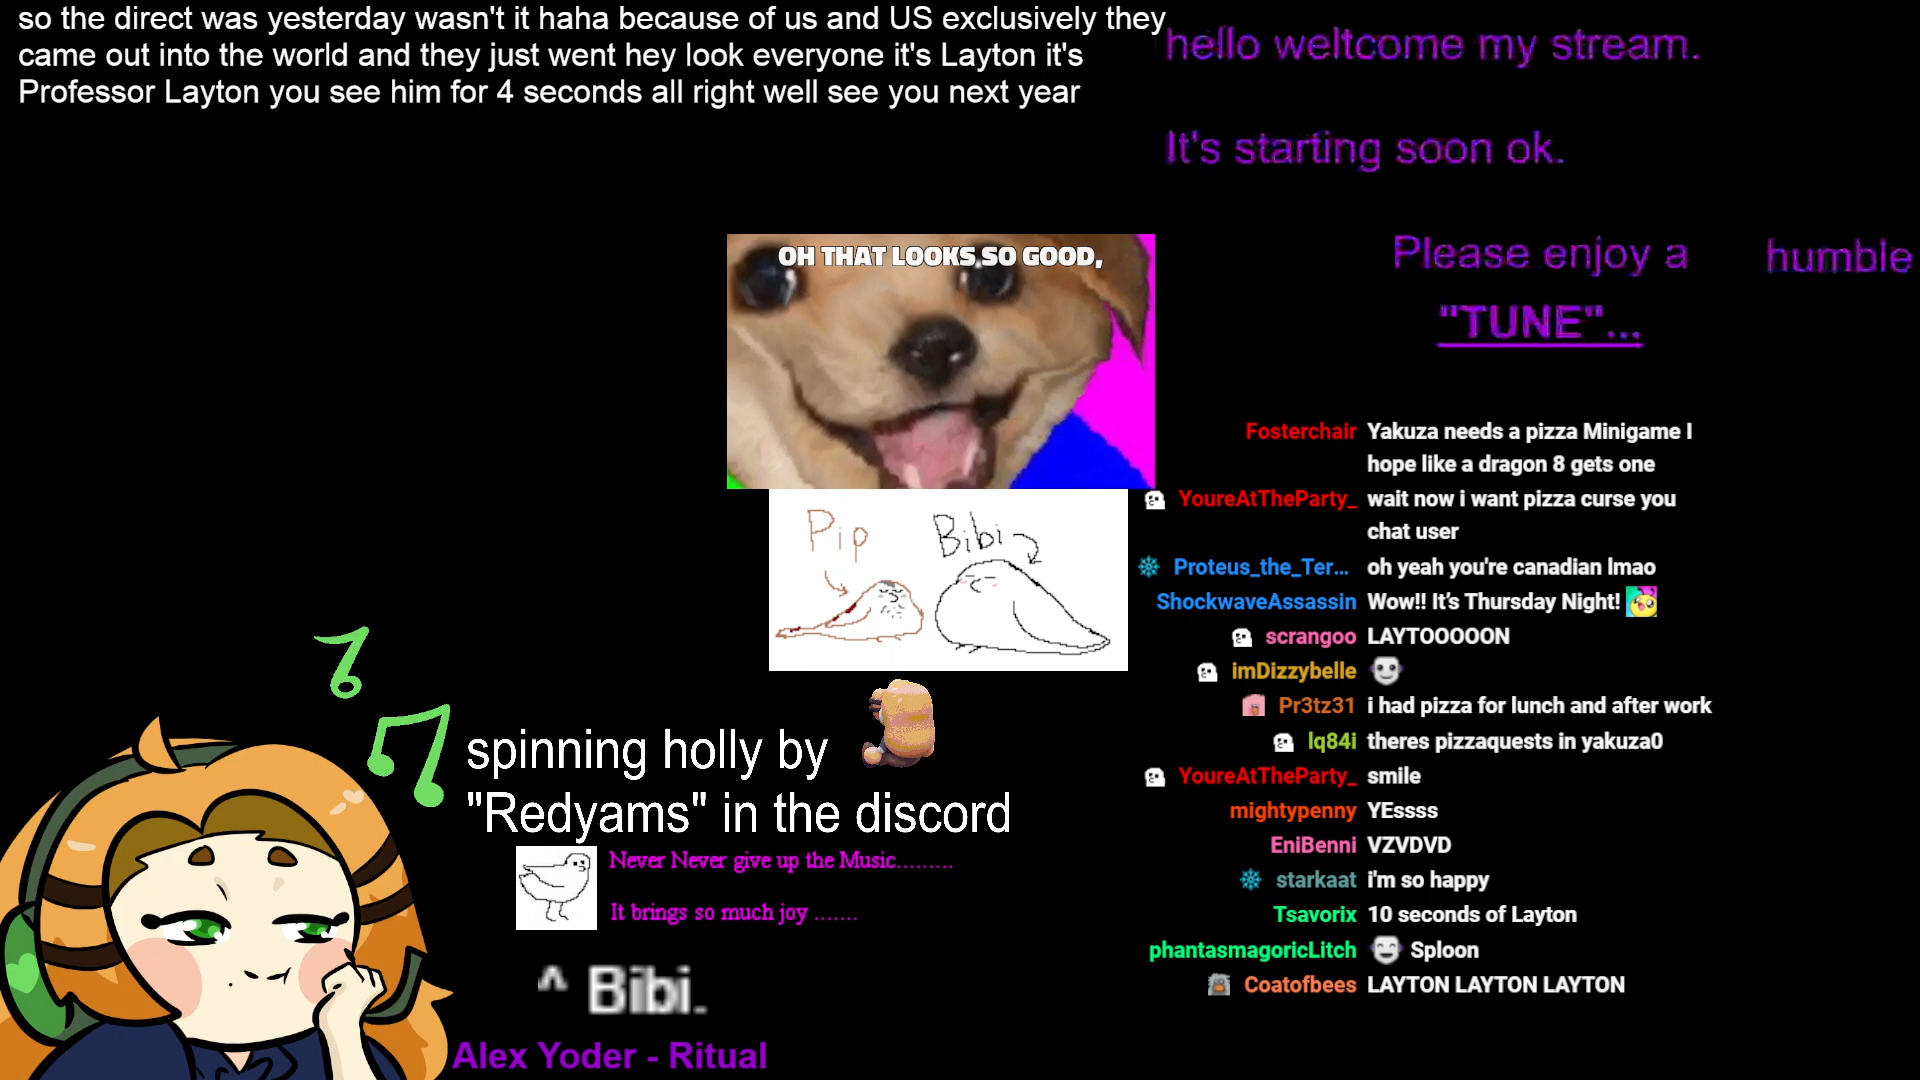 so the direct was yesterday wasn't it haha because of us and US exclusively they
came out into the world and they just went hey look everyone it's Layton it's
Professor Layton you see him for 4 seconds all right well see you next year
hello weltcome my stream.
It's starting soon ok.
Please enjoy a humble
"TUNE"...
OH THAT LOOKS SO GOOD,
Pip
Bibi
Fosterchair Yakuza needs a pizza Minigame I
hope like a dragon 8 gets one
YoureAtTheParty_ wait now i want pizza curse you
chat user
Proteus_the_Ter... oh yeah you're canadian lmao
ShockwaveAssassin Wow!! It's Thursday Night!
scrangoo LAYTOOOOON
imDizzybelle
Pr3tz31 i had pizza for lunch and after work
lq84i theres pizzaquests in yakuza0
YoureAtTheParty_ smile
mightypenny YEssss
EniBenni VZVDVD
starkaat i'm so happy
Tsavorix 10 seconds of Layton
phantasmagoricLitch Sploon
Coatofbees LAYTON LAYTON LAYTON
spinning holly by
"Redyams" in the discord
Never Never give up the Music.........
It brings so much joy .......
^ Bibi.
Alex Yoder - Ritual